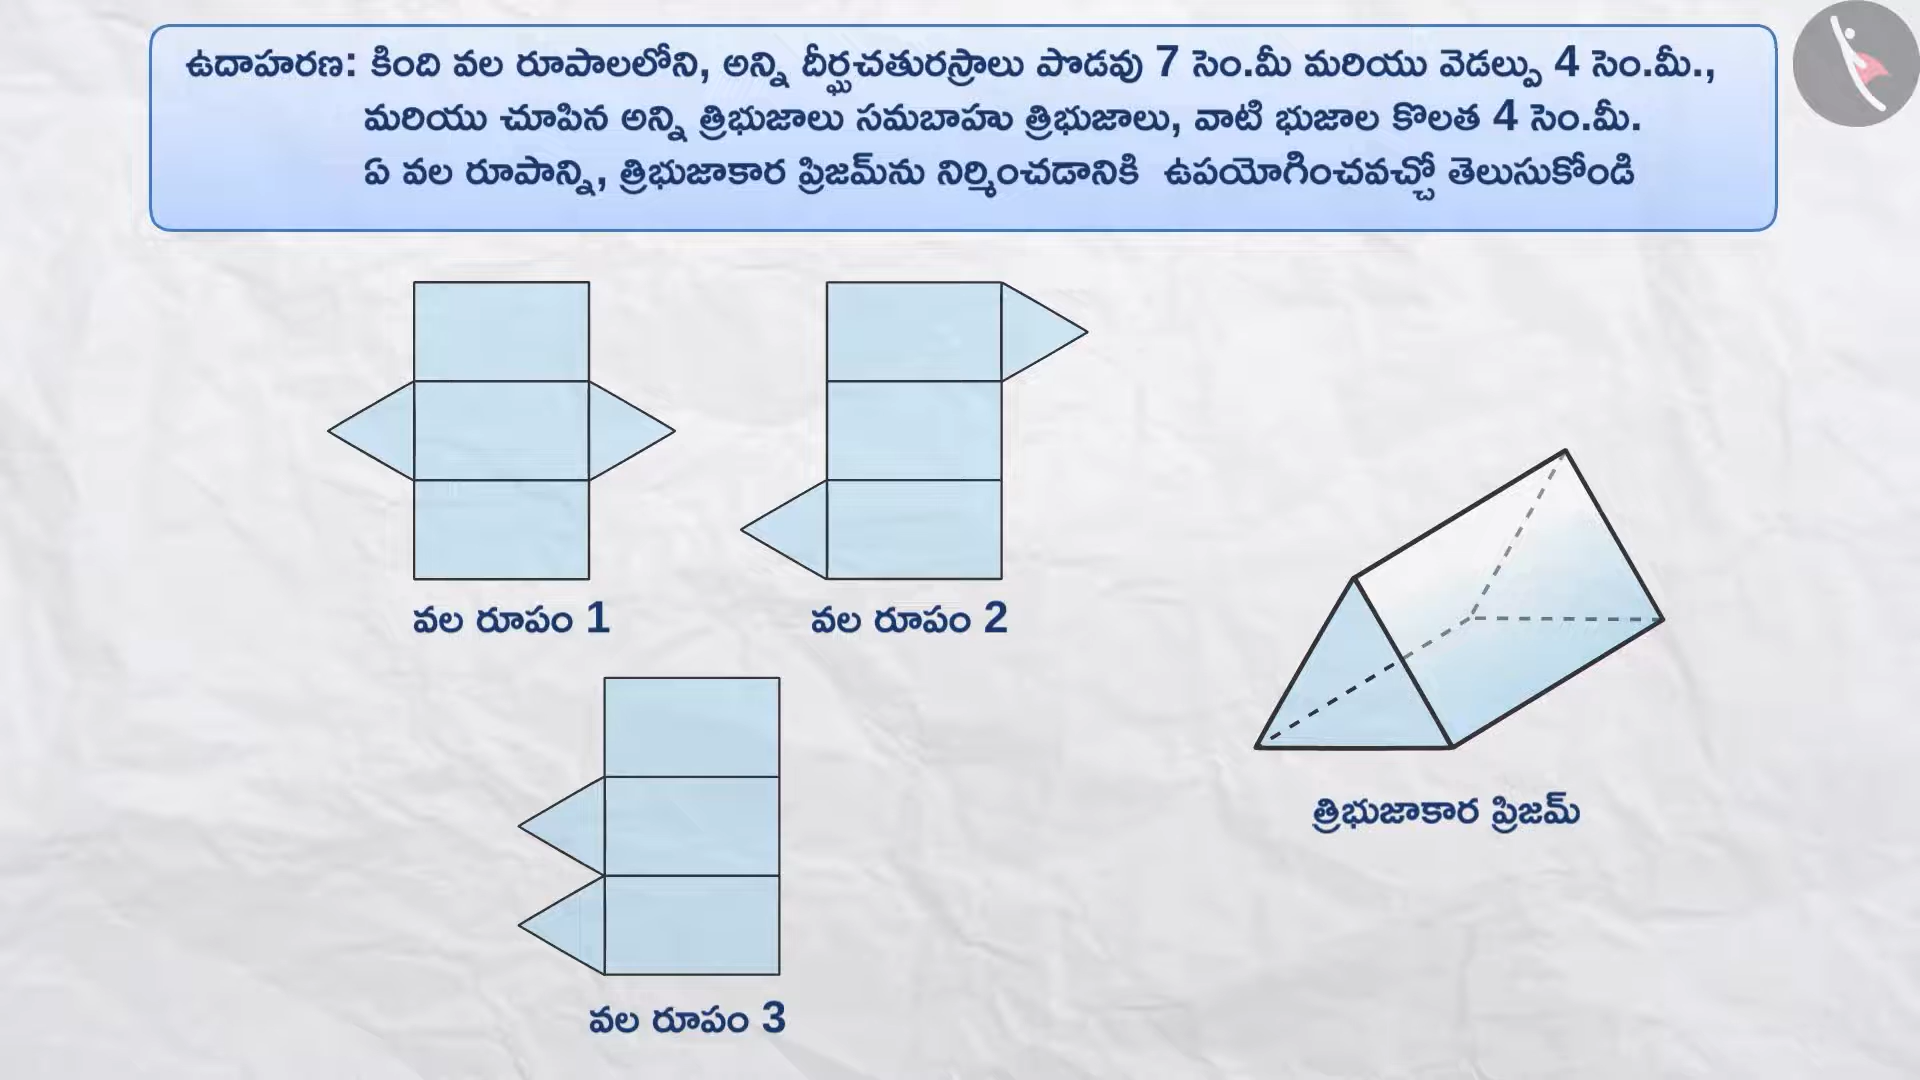 ఉదాహరణ: కింది వల రూపాలలోని, అన్ని దీర్ఘచతురస్రాలు పొడవు 7 సెం.మీ మరియు వెడల్పు 4 సెం.మీ.,
మరియు చూపిన అన్ని త్రిభుజాలు సమబాహు త్రిభుజాలు, వాటి భుజాల కొలత 4 సెం.మీ.
ఏ వల రూపాన్ని, త్రిభుజాకార ప్రిజమ్‌ను నిర్మించడానికి ఉపయోగించవచ్చో తెలుసుకోండి
వల రూపం 1
వల రూపం 2
త్రిభుజాకార ప్రిజమ్
వల రూపం 3